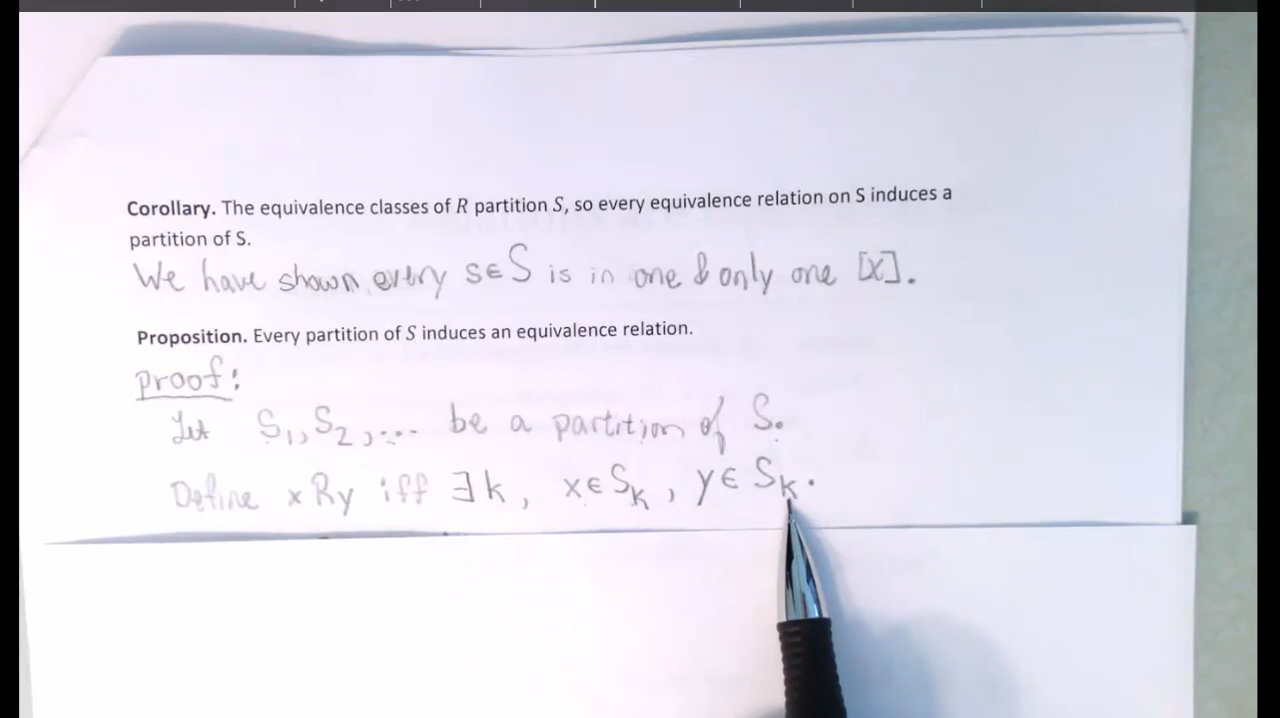 Corollary. The equivalence classes of R partition S, so every equivalence relation on S induces a
partition of S.
We have shown every s∈S is in one & only one [x].
Proposition. Every partition of S induces an equivalence relation.
Proof:
Let S₁, S₂, ... be a partition of S.
Define xRy iff ∃k, x∈Sₖ, y∈Sₖ.